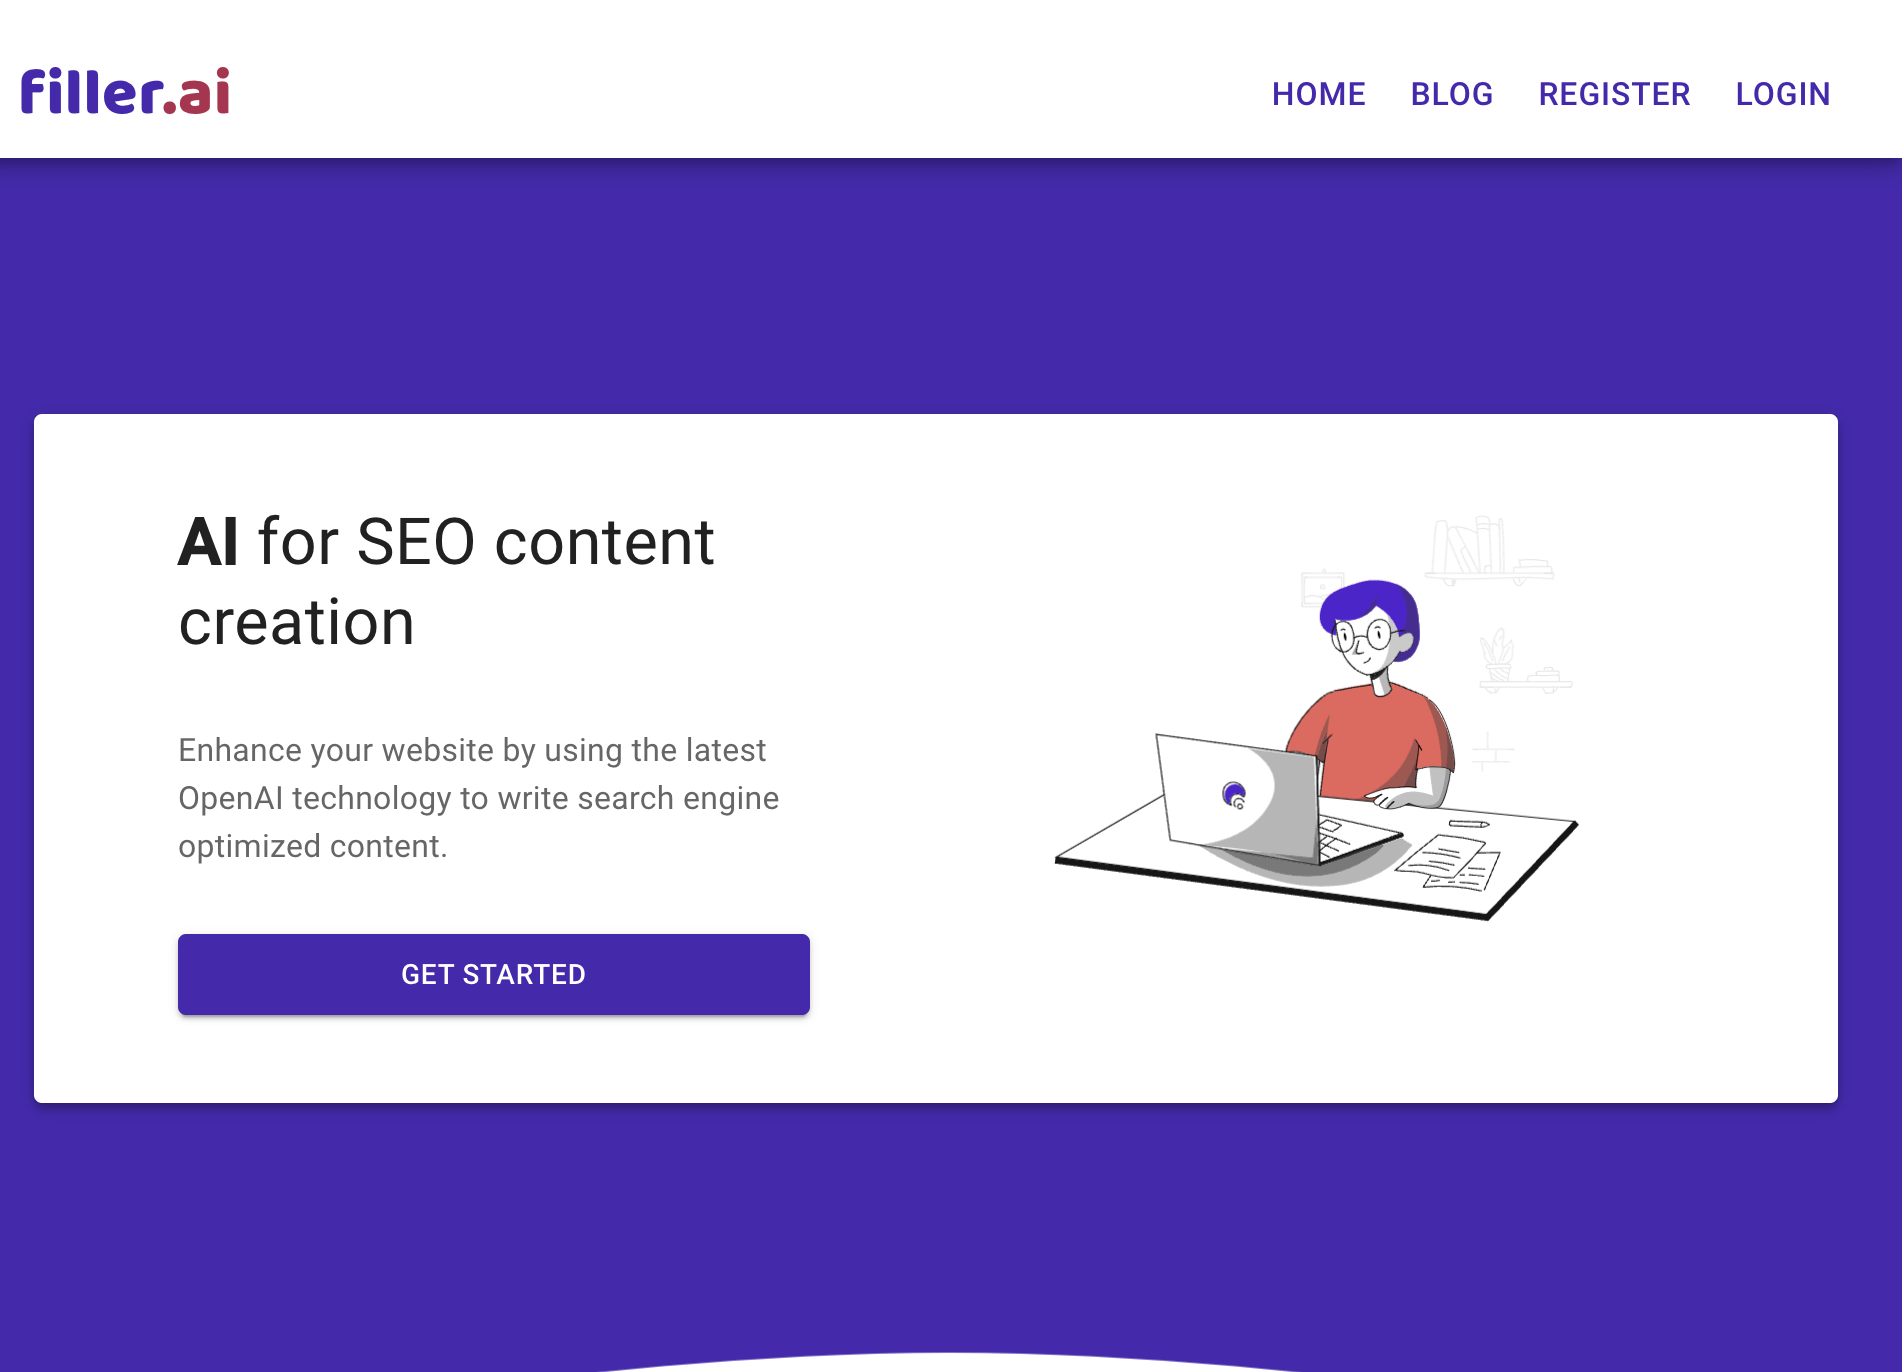 filler.ai
HOME BLOG REGISTER LOGIN
AI for SEO content
creation
Enhance your website by using the latest
OpenAI technology to write search engine
optimized content.
GET STARTED